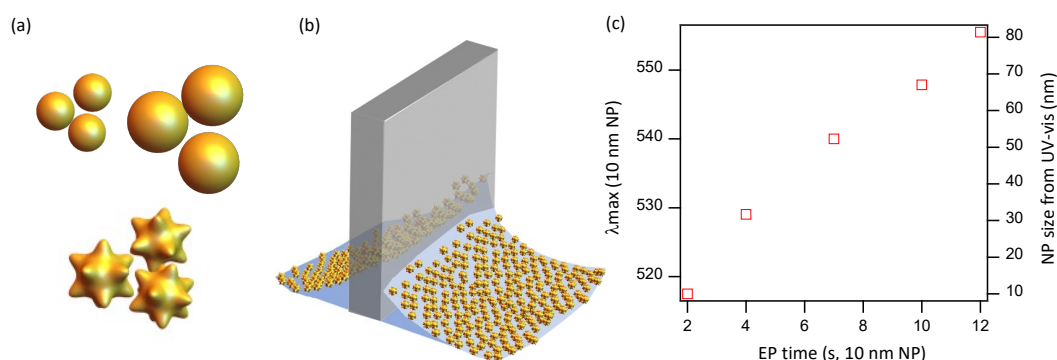 (a)
(b)
(c)
550
540
530
520
λmax (10 nm NP)
80
70
60
50
40
30
20
10
NP size from UV-vis (nm)
2 4 6 8 10 12
EP time (s, 10 nm NP)